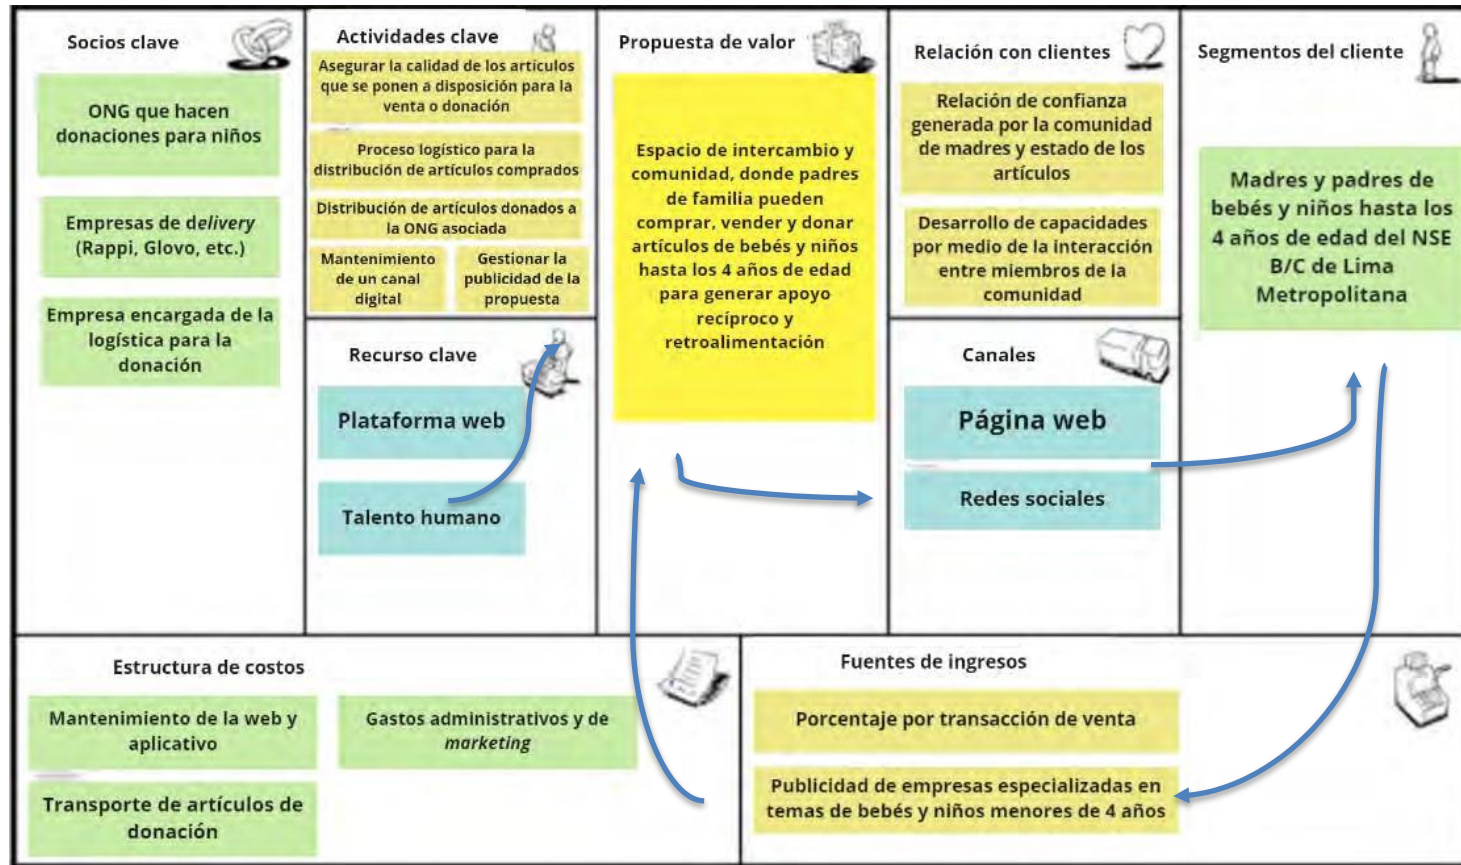 Socios clave
ONG que hacen
donaciones para niños
Empresas de delivery
(Rappi, Glovo, etc.)
Empresa encargada de la
logística para la
donación
Actividades clave
Asegurar la calidad de los artículos
que se ponen a disposición para la
venta o donación
Proceso logístico para la
distribución de artículos comprados
Distribución de artículos donados a
la ONG asociada
Mantenimiento
de un canal
digital
Gestionar la
publicidad de la
propuesta
Recurso clave
Plataforma web
Talento humano
Propuesta de valor
Espacio de intercambio y
comunidad, donde padres
de familia pueden
comprar, vender y donar
artículos de bebés y niños
hasta los 4 años de edad
para generar apoyo
recíproco y
retroalimentación
Relación con clientes
Relación de confianza
generada por la comunidad
de madres y estado de los
artículos
Desarrollo de capacidades
por medio de la interacción
entre miembros de la
comunidad
Canales
Página web
Redes sociales
Segmentos del cliente
Madres y padres de
bebés y niños hasta los
4 años de edad del NSE
B/C de Lima
Metropolitana
Estructura de costos
Mantenimiento de la web y
aplicativo
Gastos administrativos y de
marketing
Transporte de artículos de
donación
Fuentes de ingresos
Porcentaje por transacción de venta
Publicidad de empresas especializadas en
temas de bebés y niños menores de 4 años